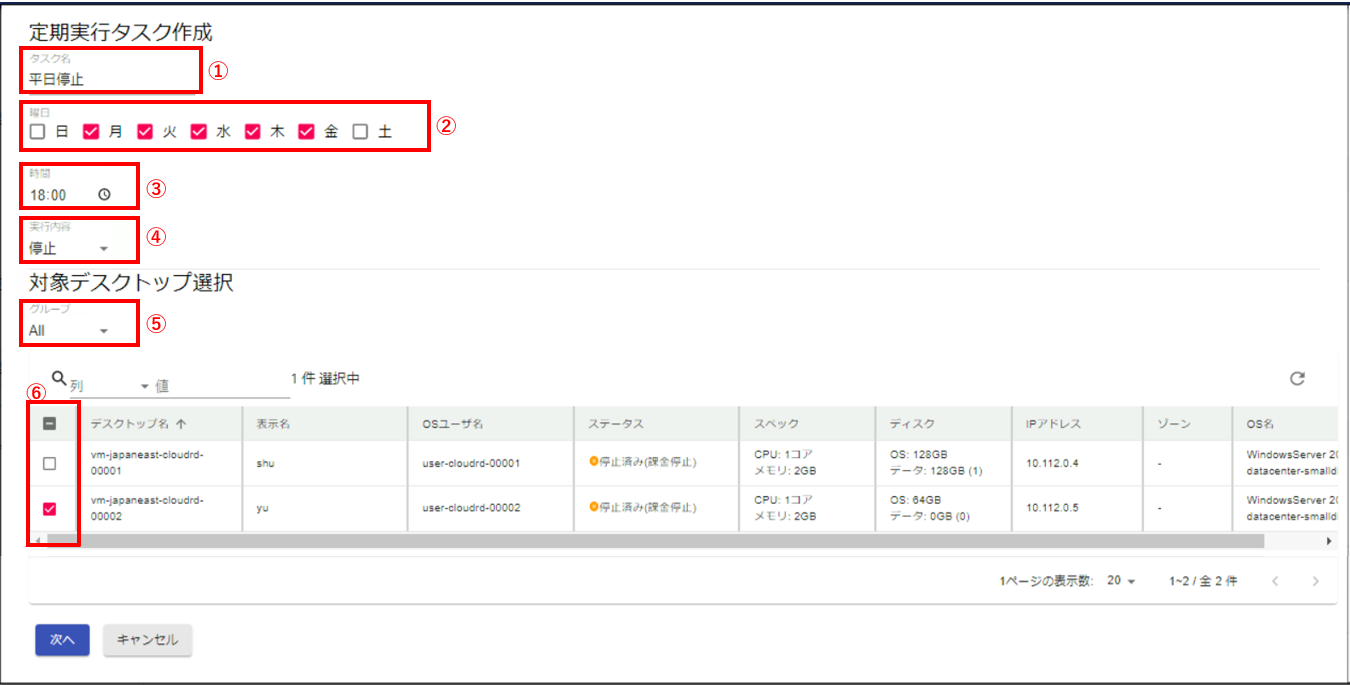 定期実行タスク作成
タスク名
平日停止 ①
曜日
日 月 火 水 木 金 土 ②
時間
18:00 ③
実行内容
停止 ④
対象デスクトップ選択
グループ
All ⑤
列 値 1 件 選択中
⑥
デスクトップ名 ↑ 表示名 OSユーザ名 ステータス スペック ディスク IPアドレス ゾーン OS名
vm-japaneast-cloudrd-00001 shu user-cloudrd-00001 停止済み(課金停止) CPU: 1コア メモリ: 2GB OS: 128GB データ: 128GB (1) 10.112.0.4 - WindowsServer 20 datacenter-smalldi
vm-japaneast-cloudrd-00002 yu user-cloudrd-00002 停止済み(課金停止) CPU: 1コア メモリ: 2GB OS: 64GB データ: 0GB (0) 10.112.0.5 - WindowsServer 20 datacenter-smalldi
1ページの表示数: 20 1~2 / 全 2 件
次へ キャンセル